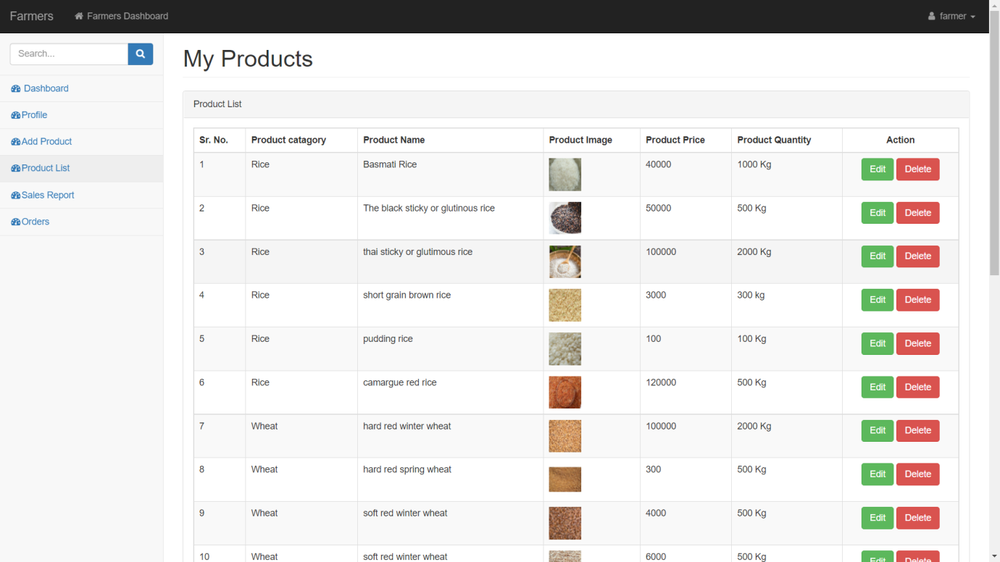 Farmers Farmers Dashboard farmer
Search...
Dashboard
Profile
Add Product
Product List
Sales Report
Orders
My Products
Product List
Sr. No. Product catagory Product Name Product Image Product Price Product Quantity Action
1 Rice Basmati Rice 40000 1000 Kg Edit Delete
2 Rice The black sticky or glutinous rice 50000 500 Kg Edit Delete
3 Rice thai sticky or glutimous rice 100000 2000 Kg Edit Delete
4 Rice short grain brown rice 3000 300 kg Edit Delete
5 Rice pudding rice 100 100 Kg Edit Delete
6 Rice camargue red rice 120000 500 Kg Edit Delete
7 Wheat hard red winter wheat 100000 2000 Kg Edit Delete
8 Wheat hard red spring wheat 300 500 Kg Edit Delete
9 Wheat soft red winter wheat 4000 500 Kg Edit Delete
10 Wheat soft red winter wheat 6000 500 Kg Edit Delete